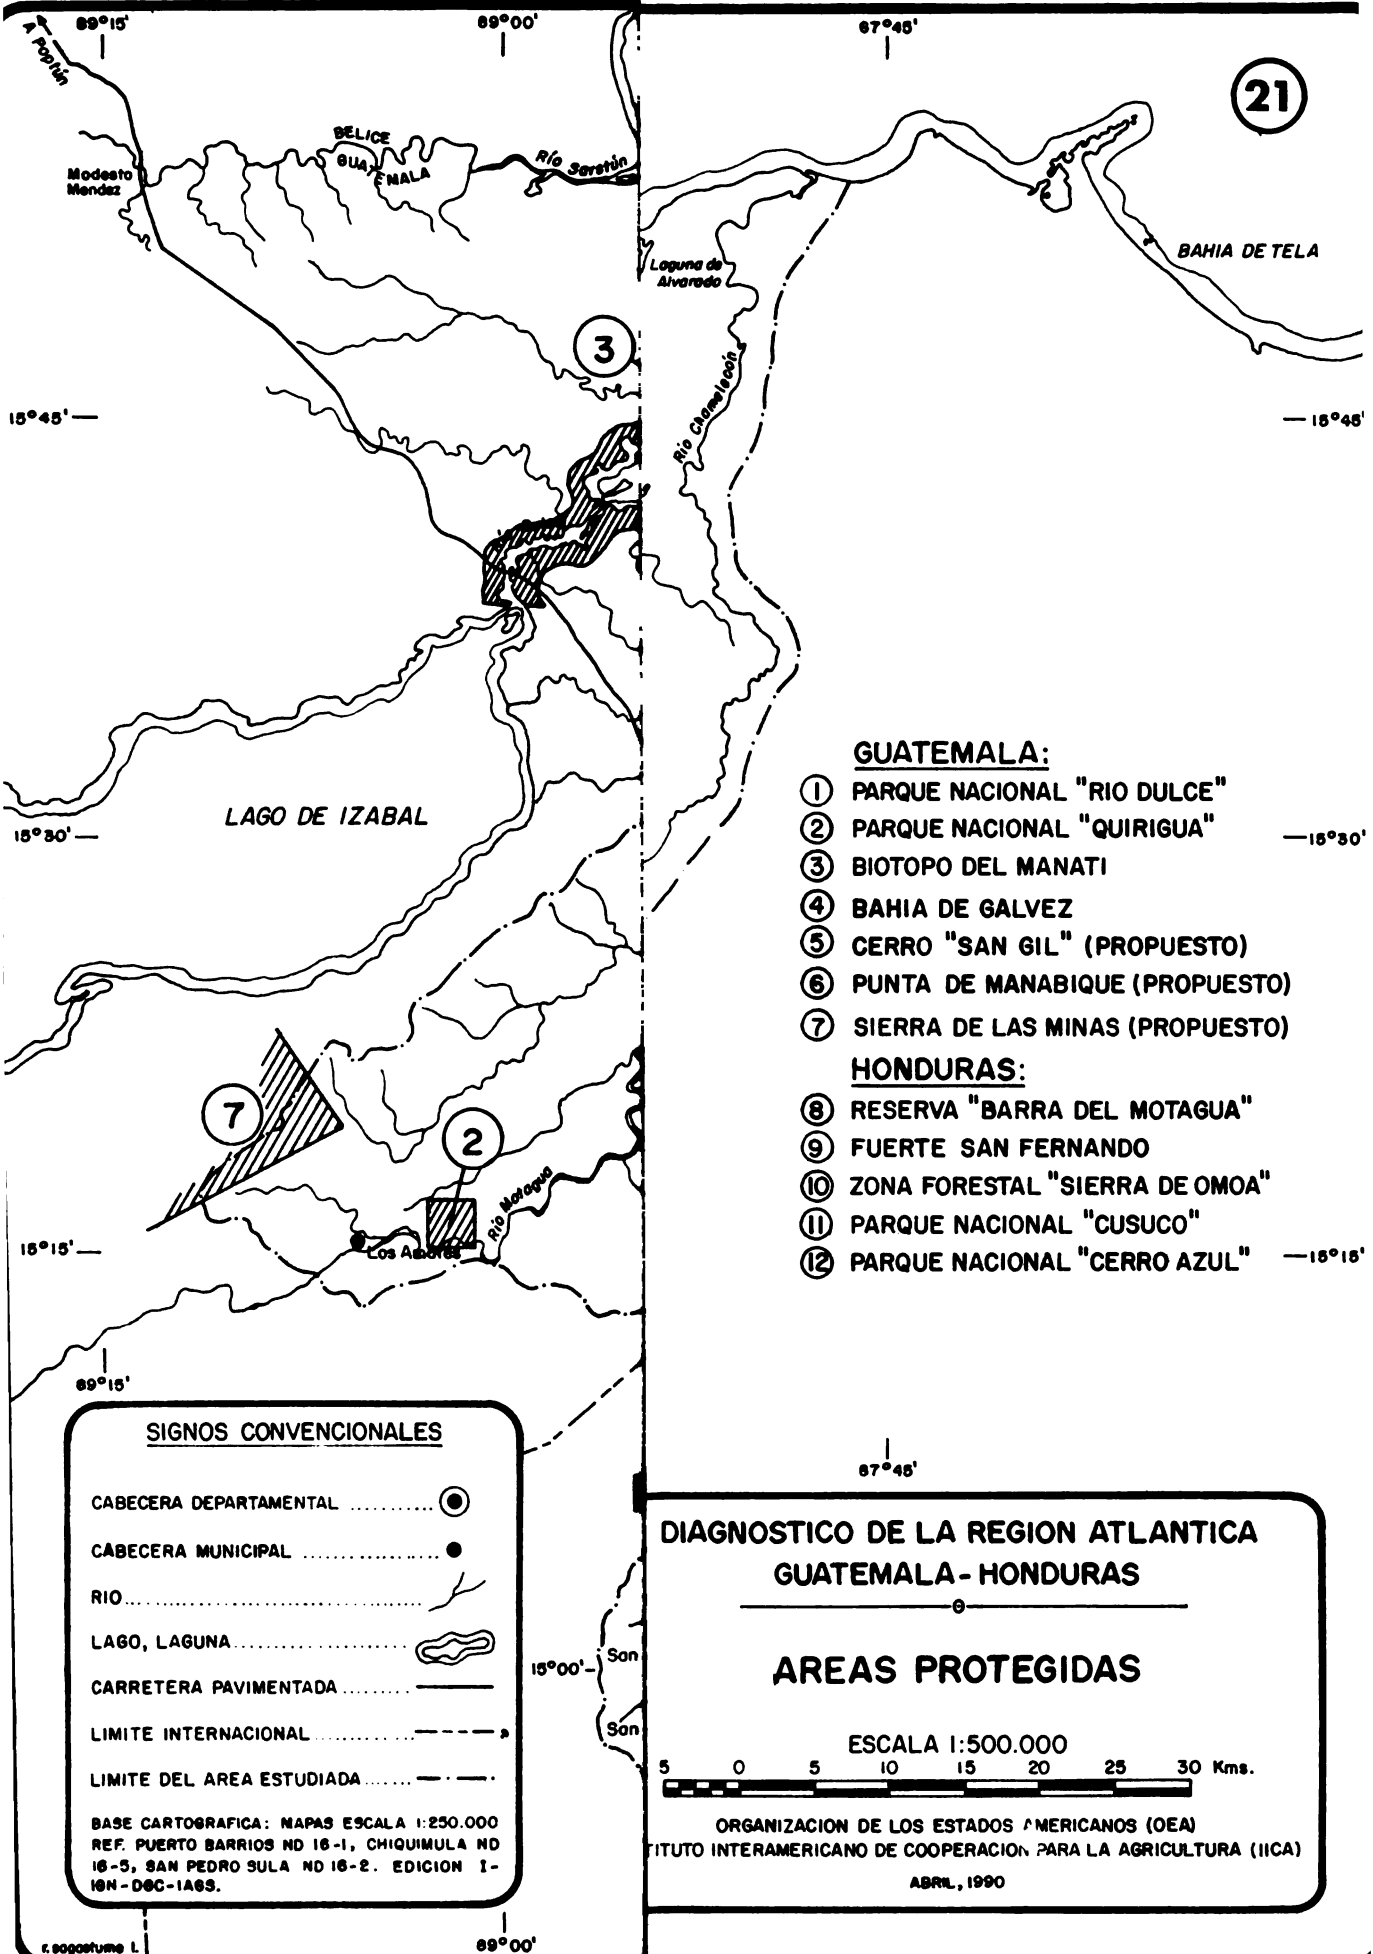 89°15'
89°00'
67°45'
21
A Poptún
BELICE
GUATEMALA
Río Sarstún
Modesto
Mendez
BAHIA DE TELA
Laguna de
Alvarado
3
Río Chamelecón
15°45'
15°45'
LAGO DE IZABAL
15°30'
15°30'
GUATEMALA:
1 PARQUE NACIONAL "RIO DULCE"
2 PARQUE NACIONAL "QUIRIGUA"
3 BIOTOPO DEL MANATI
4 BAHIA DE GALVEZ
5 CERRO "SAN GIL" (PROPUESTO)
6 PUNTA DE MANABIQUE (PROPUESTO)
7 SIERRA DE LAS MINAS (PROPUESTO)
HONDURAS:
8 RESERVA "BARRA DEL MOTAGUA"
9 FUERTE SAN FERNANDO
10 ZONA FORESTAL "SIERRA DE OMOA"
11 PARQUE NACIONAL "CUSUCO"
12 PARQUE NACIONAL "CERRO AZUL"
7
2
Río Motagua
Los Amates
15°15'
15°15'
89°15'
67°45'
SIGNOS CONVENCIONALES
CABECERA DEPARTAMENTAL ...........
CABECERA MUNICIPAL ..................
RIO.................................
LAGO, LAGUNA......................
CARRETERA PAVIMENTADA.........
LIMITE INTERNACIONAL.............
LIMITE DEL AREA ESTUDIADA......
BASE CARTOGRAFICA: MAPAS ESCALA 1:250.000
REF. PUERTO BARRIOS ND 16-1, CHIQUIMULA ND
16-5, SAN PEDRO SULA ND 16-2. EDICION I-
IGN-DGC-IAGS.
15°00'
San
San
89°00'
DIAGNOSTICO DE LA REGION ATLANTICA
GUATEMALA-HONDURAS
AREAS PROTEGIDAS
ESCALA 1:500.000
5 0 5 10 15 20 25 30 Kms.
ORGANIZACION DE LOS ESTADOS AMERICANOS (OEA)
TITUTO INTERAMERICANO DE COOPERACION PARA LA AGRICULTURA (IICA)
ABRIL, 1990